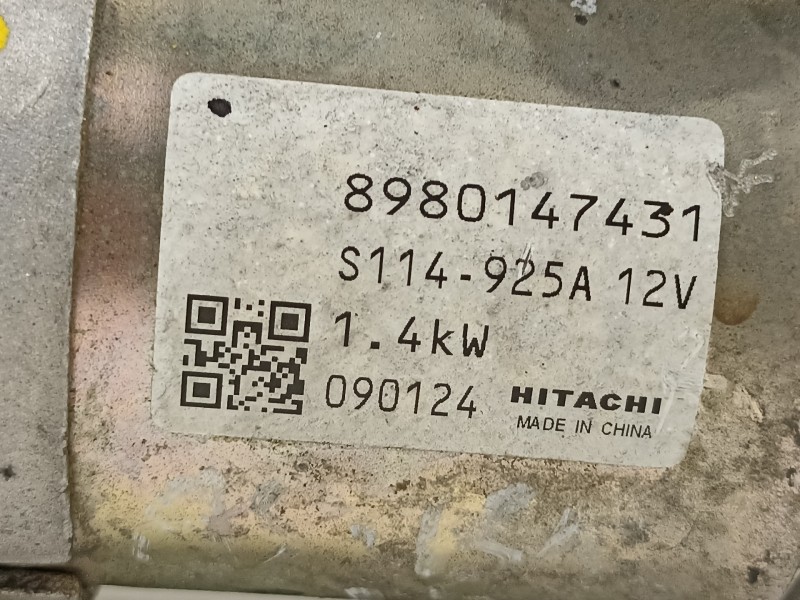 8980147431
S114-925A 12V
1.4kW
090124 HITACHI
MADE IN CHINA